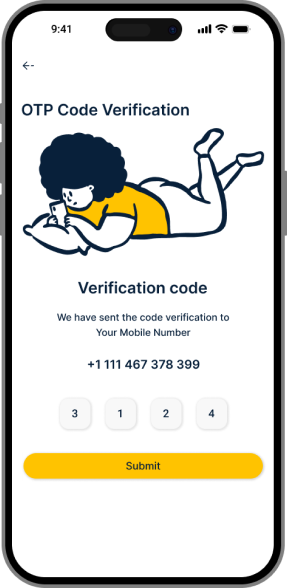 9:41
OTP Code Verification
Verification code
We have sent the code verification to
Your Mobile Number
+1 111 467 378 399
3 1 2 4
Submit